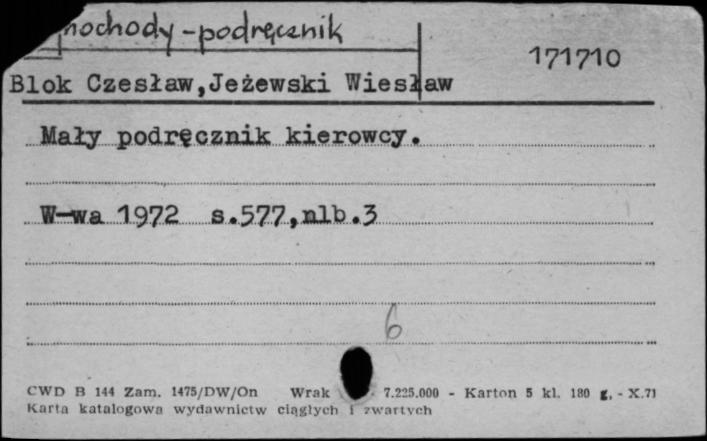 mochody - podręcznik
171710
Blok Czesław, Jeżewski Wiesław
Mały podręcznik kierowcy.
W-wa 1972 s.577, nlb.3
6
CWD B 144 Zam. 1475/DW/On Wrak 7.225.000 - Karton 5 kl. 180 g, - X.71
Karta katalogowa wydawnictw ciągłych i zwartych